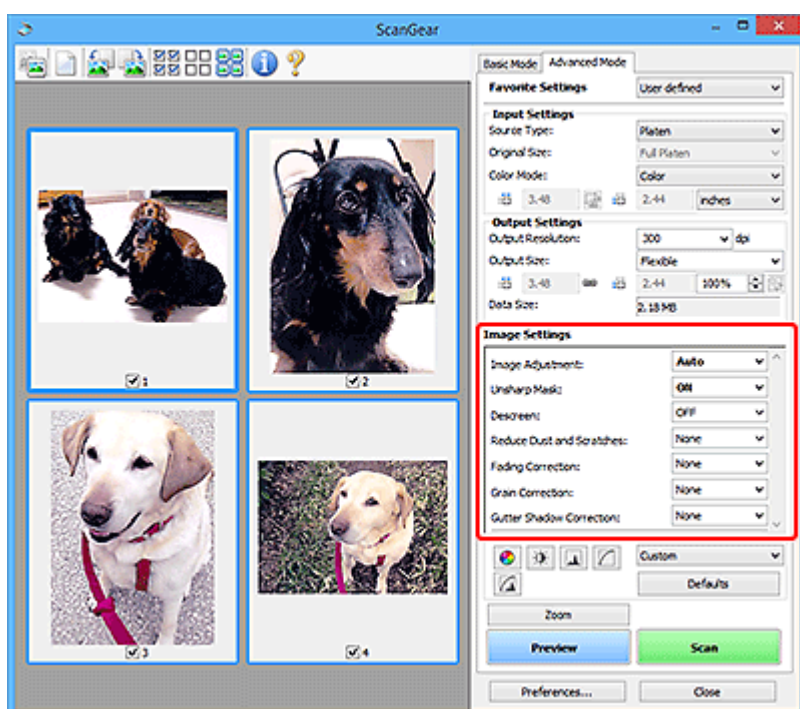 ScanGear
Basic Mode Advanced Mode
Favorite Settings User defined
Input Settings
Source Type: Platen
Original Size: Full Platen
Color Mode: Color
3.48 2.44 inches
Output Settings
Output Resolution: 300 dpi
Output Size: Flexible
3.48 2.44 100%
Data Size: 2.18 MB
Image Settings
Image Adjustment: Auto
Unsharp Mask: ON
Descreen: OFF
Reduce Dust and Scratches: None
Fading Correction: None
Grain Correction: None
Gutter Shadow Correction: None
Custom
Defaults
Zoom
Preview Scan
Preferences... Close
1
2
3
4